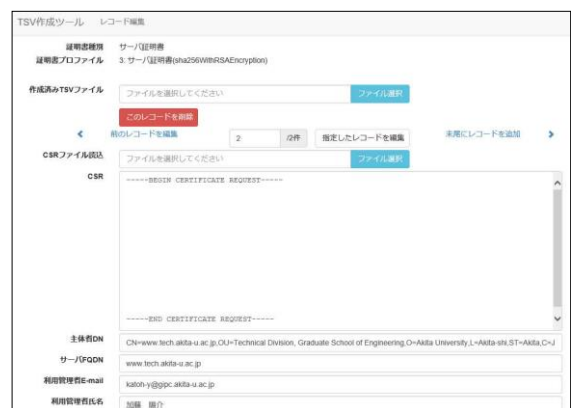 TSV作成ツール レコード編集
証明書種別 サーバ証明書
証明書プロファイル 3: サーバ証明書(sha256WithRSAEncryption)
作成済みTSVファイル ファイルを選択してください ファイル選択
このレコードを削除
前のレコードを編集 2 /2件 指定したレコードを編集 末尾にレコードを追加
CSRファイル読込 ファイルを選択してください ファイル選択
CSR -----BEGIN CERTIFICATE REQUEST-----
-----END CERTIFICATE REQUEST-----
主体者DN CN=www.tech.akita-u.ac.jp,OU=Technical Division, Graduate School of Engineering,O=Akita University,L=Akita-shi,ST=Akita,C=J
サーバFQDN www.tech.akita-u.ac.jp
利用管理者E-mail katoh-y@gipc.akita-u.ac.jp
利用管理者氏名 加藤 陽介